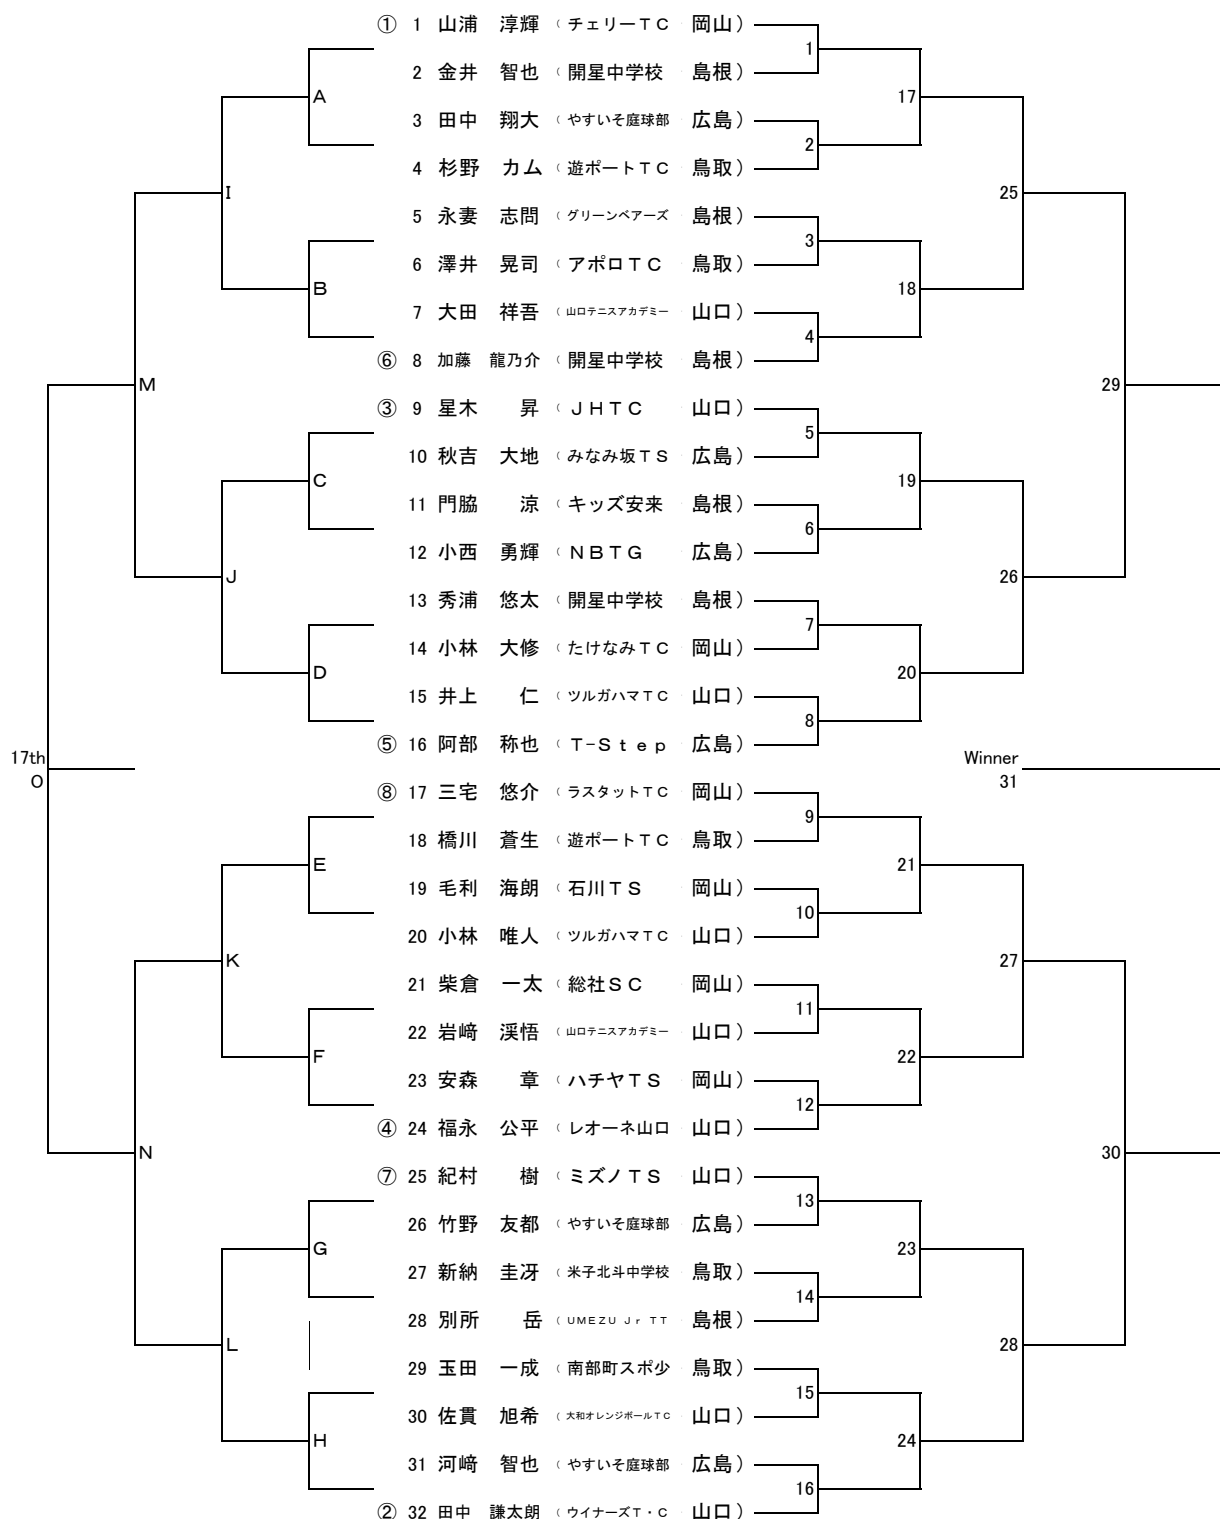 ① 1 山浦 淳輝 ( チェリーTC 岡山 )
1
A 2 金井 智也 ( 開星中学校 島根 ) 17
3 田中 翔大 ( やすいそ庭球部 広島 )
2
4 杉野 カム ( 遊ポートTC 鳥取 )
I 25
5 永妻 志問 ( グリーンベアーズ 島根 )
3
6 澤井 晃司 ( アポロTC 鳥取 )
B 18
7 大田 祥吾 ( 山口テニスアカデミー 山口 )
4
⑥ 8 加藤 龍乃介 ( 開星中学校 島根 )
M 29
③ 9 星木 昇 ( JHTC 山口 )
5
10 秋吉 大地 ( みなみ坂TS 広島 )
C 19
11 門脇 涼 ( キッズ安来 島根 )
6
12 小西 勇輝 ( NBTG 広島 )
J 26
13 秀浦 悠太 ( 開星中学校 島根 )
7
14 小林 大修 ( たけなみTC 岡山 )
D 20
15 井上 仁 ( ツルガハマTC 山口 )
8
⑤ 16 阿部 称也 ( T-Step 広島 )
17th Winner
O 31
⑧ 17 三宅 悠介 ( ラスタットTC 岡山 )
9
18 橋川 蒼生 ( 遊ポートTC 鳥取 )
E 21
19 毛利 海朗 ( 石川TS 岡山 )
10
20 小林 唯人 ( ツルガハマTC 山口 )
K 27
21 柴倉 一太 ( 総社SC 岡山 )
11
22 岩﨑 渓悟 ( 山口テニスアカデミー 山口 )
F 22
23 安森 章 ( ハチヤTS 岡山 )
12
④ 24 福永 公平 ( レオーネ山口 山口 )
N 30
⑦ 25 紀村 樹 ( ミズノTS 山口 )
13
26 竹野 友都 ( やすいそ庭球部 広島 )
G 23
27 新納 圭冴 ( 米子北斗中学校 鳥取 )
14
28 別所 岳 ( UMEZU Jr TT 島根 )
L 28
29 玉田 一成 ( 南部町スポ少 鳥取 )
15
30 佐貫 旭希 ( 大和オレンジボールTC 山口 )
H 24
31 河﨑 智也 ( やすいそ庭球部 広島 )
16
② 32 田中 謙太朗 ( ウイナーズT・C 山口 )